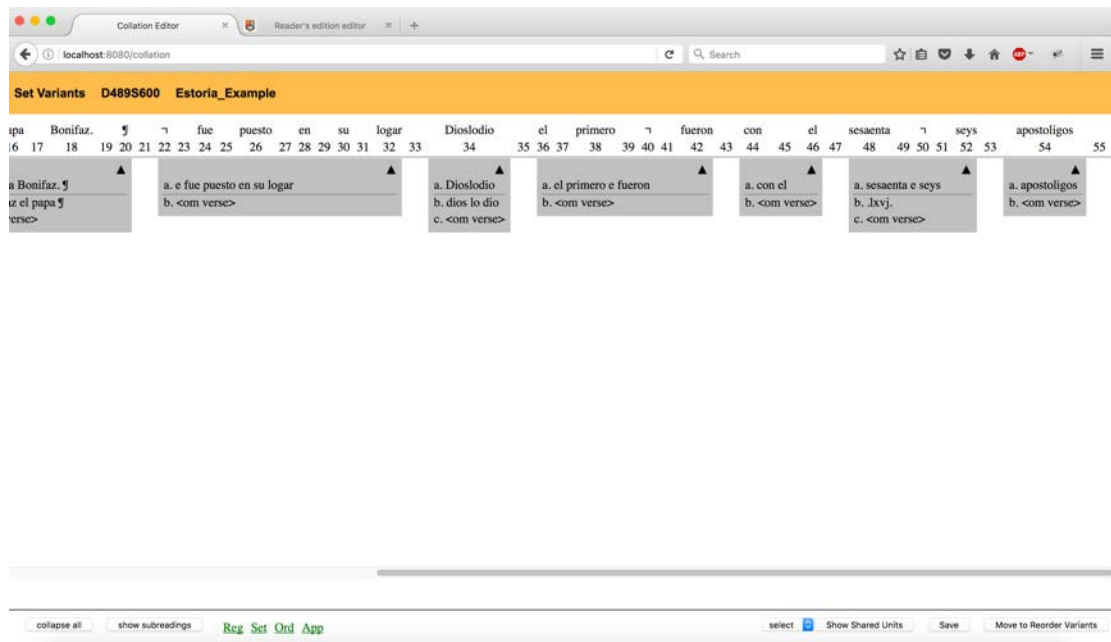 Collation Editor Reader's edition editor
localhost:8080/collation Search
Set Variants D489S600 Estoria_Example
apa Bonifaz. ¶ ⁊ fue puesto en su logar Dioslodio el primero ⁊ fueron con el sesaenta ⁊ seys apostoligos
16 17 18 19 20 21 22 23 24 25 26 27 28 29 30 31 32 33 34 35 36 37 38 39 40 41 42 43 44 45 46 47 48 49 50 51 52 53 54 55
▲ ▲ ▲ ▲ ▲ ▲ ▲
a Bonifaz. ¶ a. e fue puesto en su logar a. Dioslodio a. el primero e fueron a. con el a. sesaenta e seys a. apostoligos
az el papa ¶ b. <om verse> b. dios lo dio b. <om verse> b. <om verse> b. .lxvj. b. <om verse>
verse> c. <om verse> c. <om verse>
collapse all show subreadings Reg Set Ord App select Show Shared Units Save Move to Reorder Variants